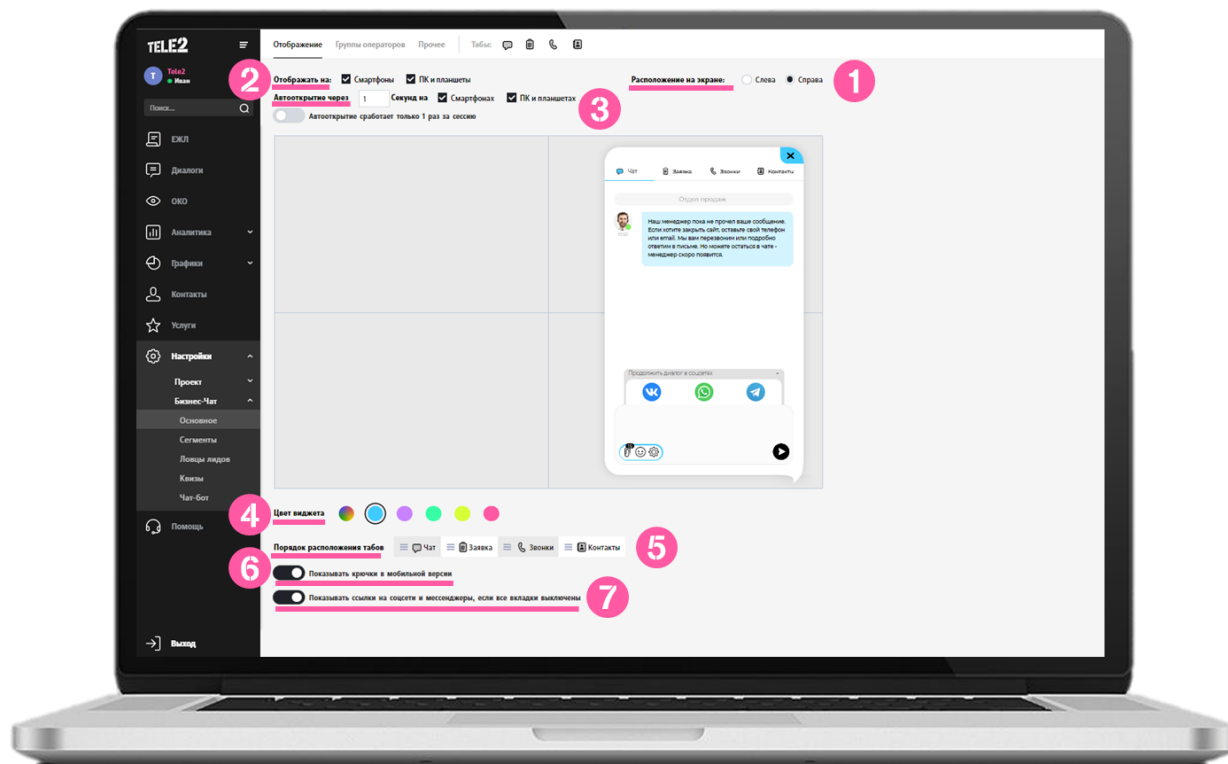 TELE2
Отображение Группы операторов Прочее Табы:
T Tele2
Иван
Поиск...
ЕЖЛ
Диалоги
ОКО
Аналитика
Графики
Контакты
Услуги
Настройки
Проект
Бизнес-Чат
Основное
Сегменты
Ловцы лидов
Квизы
Чат-бот
Помощь
Выход
2 Отображать на: Смартфоны ПК и планшеты
Расположение на экране: Слева Справа 1
Автооткрытие через 1 Секунд на Смартфонах ПК и планшетах 3
Автооткрытие сработает только 1 раз за сессию
Чат Заявка Звонки Контакты
Отдел продаж
Наш менеджер пока не прочел ваше сообщение.
Если хотите закрыть сайт, оставьте свой телефон
или email. Мы вам перезвоним или подробно
ответим в письме. Но можете остаться в чате -
менеджер скоро появится.
Продолжить диалог в соцсетях
4 Цвет виджета
Порядок расположения табов Чат Заявка Звонки Контакты 5
6 Показывать крючки в мобильной версии
Показывать ссылки на соцсети и мессенджеры, если все вкладки выключены 7